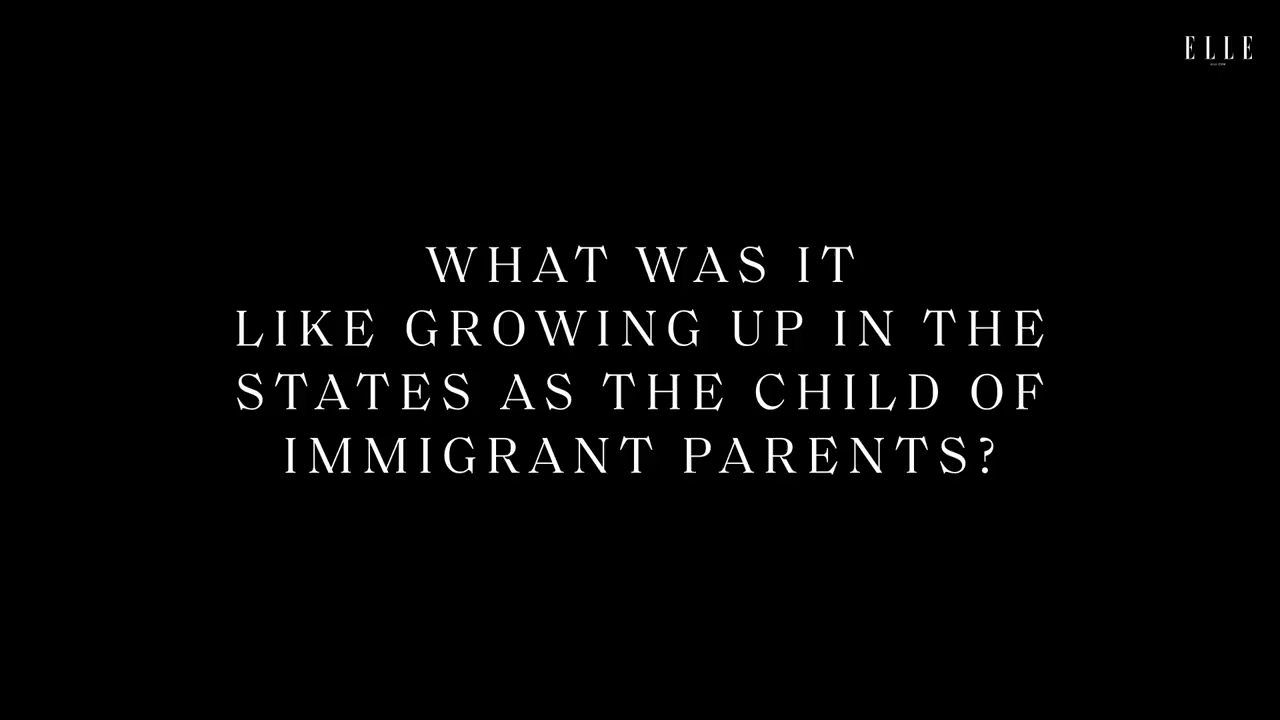 ELLE
WHAT WAS IT
LIKE GROWING UP IN THE
STATES AS THE CHILD OF
IMMIGRANT PARENTS?